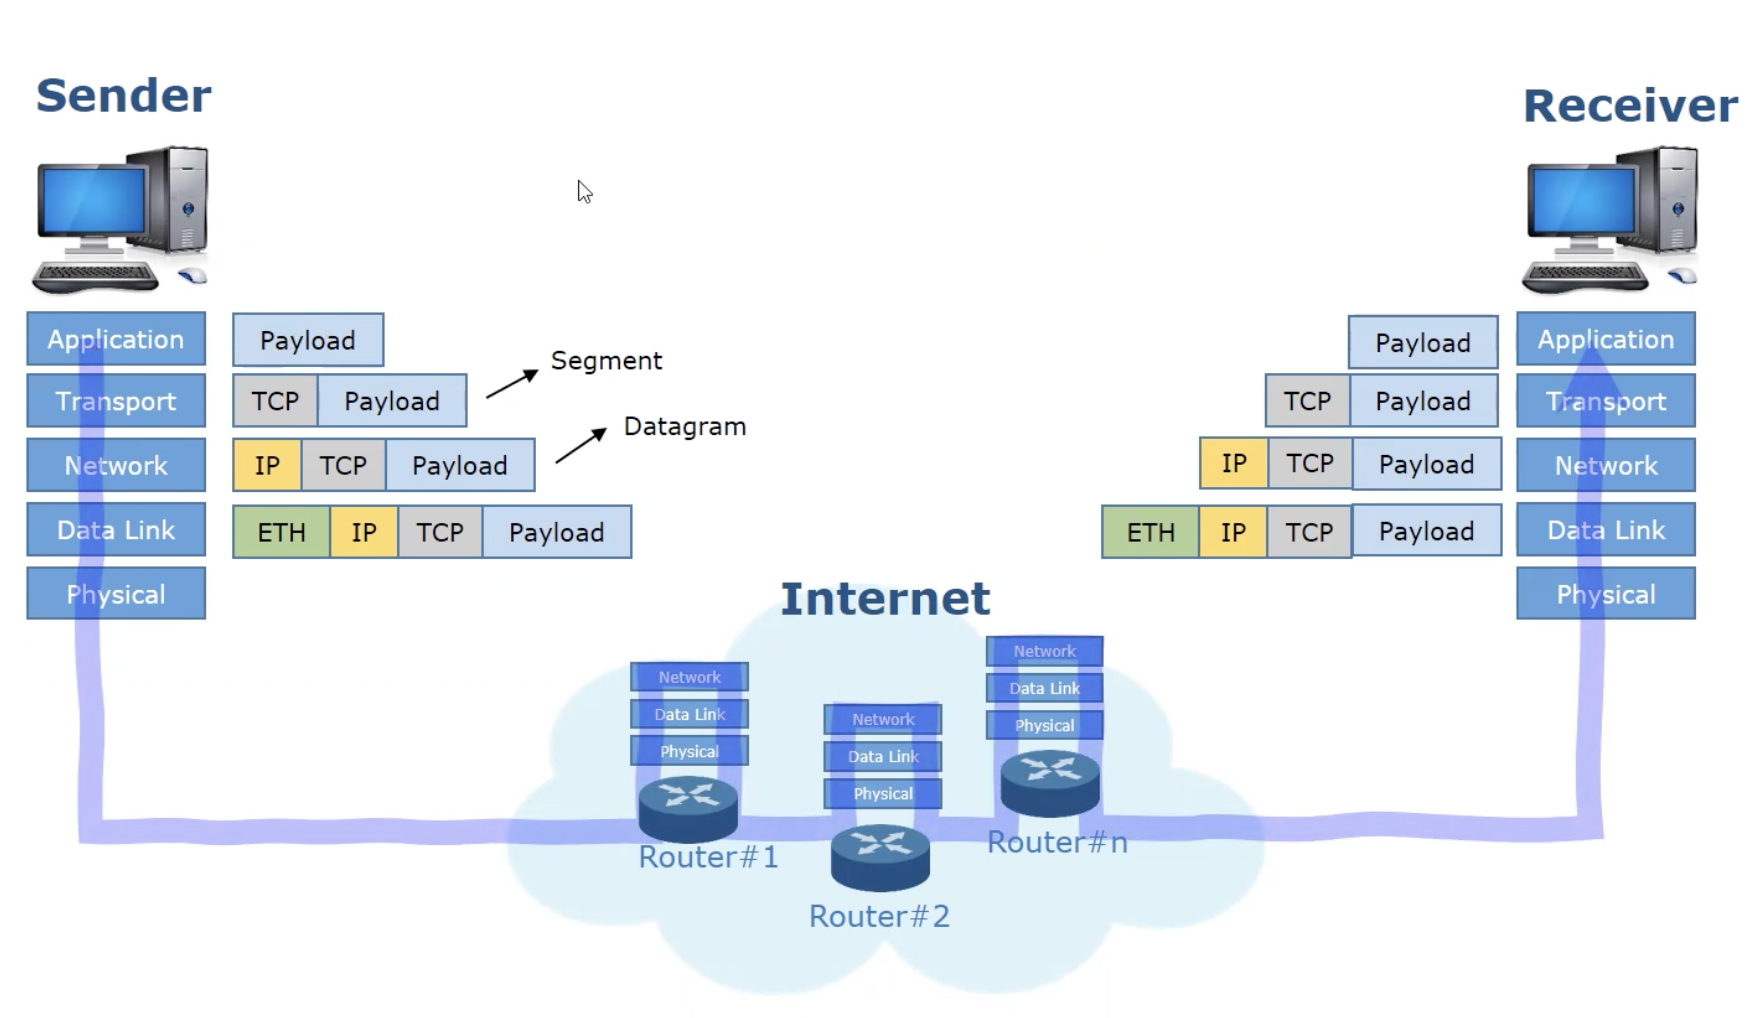 Sender
Receiver
Application
Payload
Transport
TCP Payload
Segment
Network
IP TCP Payload
Datagram
Data Link
ETH IP TCP Payload
Physical
Payload
Application
TCP Payload
Transport
IP TCP Payload
Network
ETH IP TCP Payload
Data Link
Physical
Internet
Network
Data Link
Physical
Router#1
Network
Data Link
Physical
Router#2
Network
Data Link
Physical
Router#n